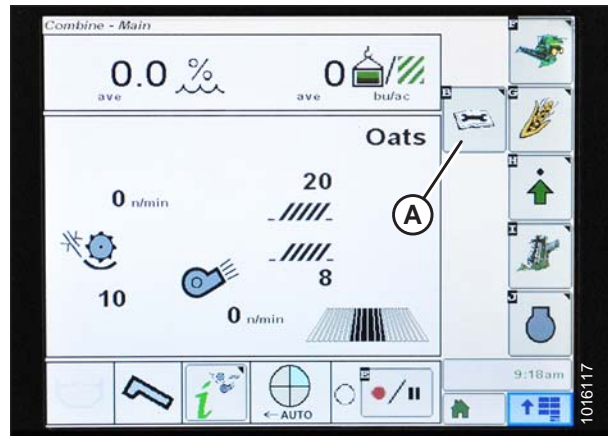 Combine - Main
0.0 %
ave
0
ave bu/ac
Oats
0 n/min
20
10
8
0 n/min
A
B
F
G
H
I
J
i
← AUTO
/ıı
9:18am
1016117